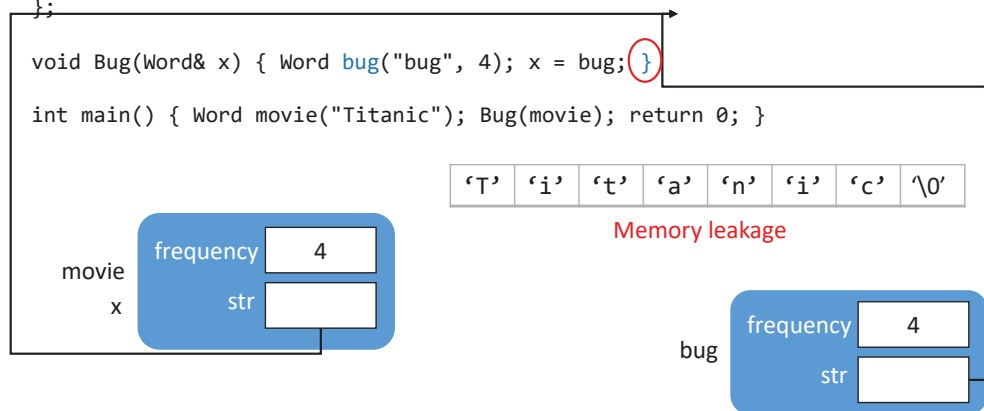 };
void Bug(Word& x) { Word bug("bug", 4); x = bug; }
int main() { Word movie("Titanic"); Bug(movie); return 0; }
‘T’ ‘i’ ‘t’ ‘a’ ‘n’ ‘i’ ‘c’ ‘\0’
Memory leakage
frequency 4
movie
x
str
frequency 4
bug
str